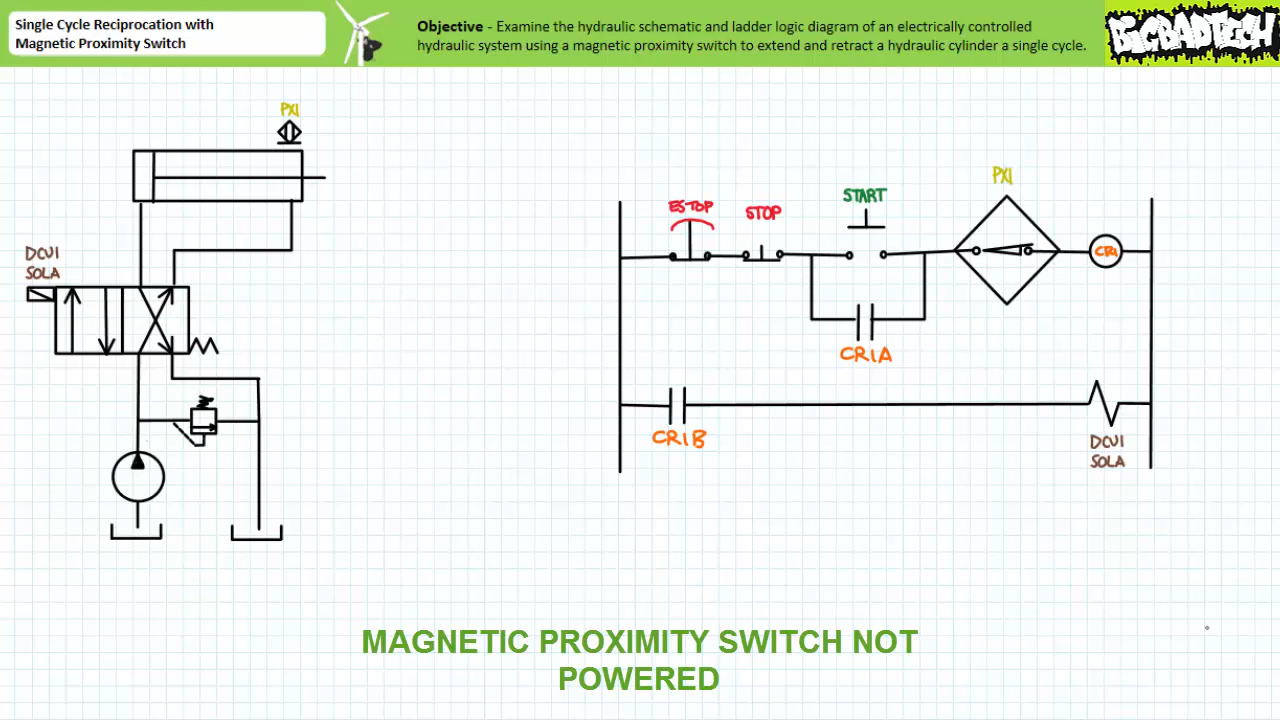 Single Cycle Reciprocation with
Magnetic Proximity Switch
Objective - Examine the hydraulic schematic and ladder logic diagram of an electrically controlled
hydraulic system using a magnetic proximity switch to extend and retract a hydraulic cylinder a single cycle.
BIGBADTECH
PX1
DCV1
SOLA
ESTOP
STOP
START
PX1
CR1
CR1A
CR1B
DCV1
SOLA
MAGNETIC PROXIMITY SWITCH NOT
POWERED